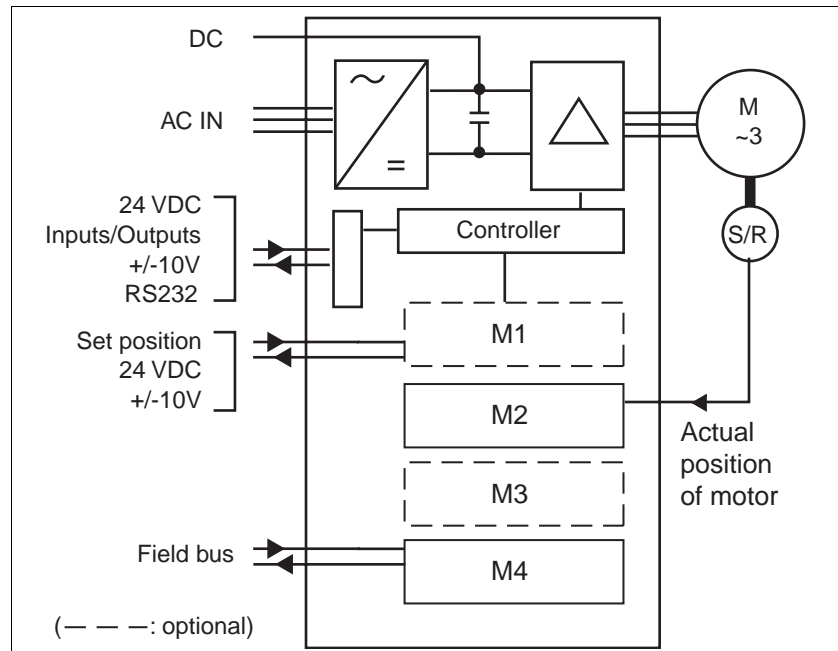 DC
AC IN
M
~3
24 VDC
Inputs/Outputs
+/-10V
RS232
Controller
S/R
Set position
24 VDC
+/-10V
M1
M2
Actual
position
of motor
M3
Field bus
M4
(— — —: optional)